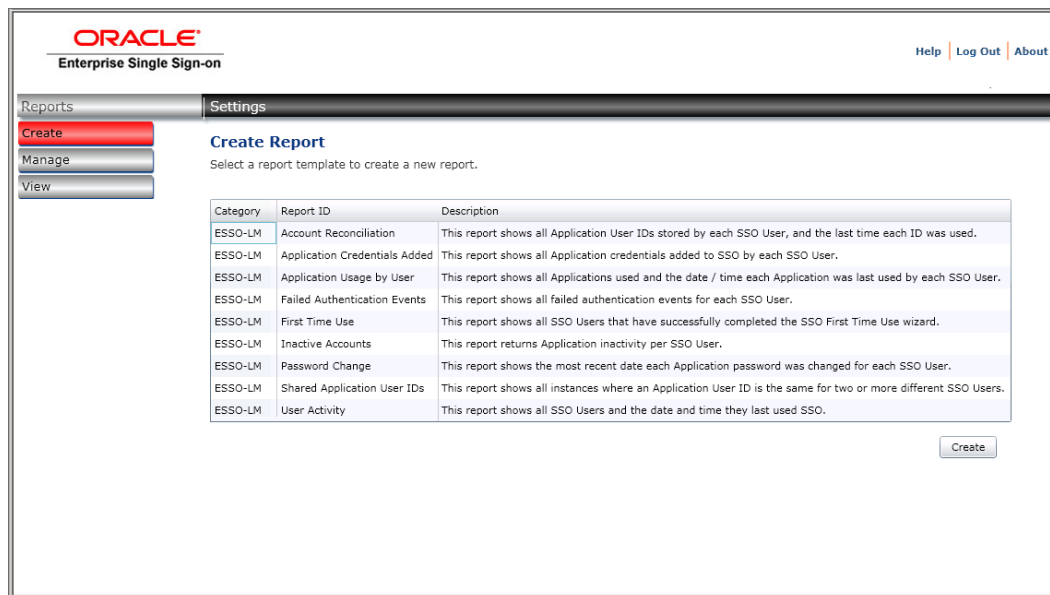 ORACLE
Enterprise Single Sign-on
Help Log Out About
Reports Settings
Create
Manage
View
Create Report
Select a report template to create a new report.
Category Report ID Description
ESSO-LM Account Reconciliation This report shows all Application User IDs stored by each SSO User, and the last time each ID was used.
ESSO-LM Application Credentials Added This report shows all Application credentials added to SSO by each SSO User.
ESSO-LM Application Usage by User This report shows all Applications used and the date / time each Application was last used by each SSO User.
ESSO-LM Failed Authentication Events This report shows all failed authentication events for each SSO User.
ESSO-LM First Time Use This report shows all SSO Users that have successfully completed the SSO First Time Use wizard.
ESSO-LM Inactive Accounts This report returns Application inactivity per SSO User.
ESSO-LM Password Change This report shows the most recent date each Application password was changed for each SSO User.
ESSO-LM Shared Application User IDs This report shows all instances where an Application User ID is the same for two or more different SSO Users.
ESSO-LM User Activity This report shows all SSO Users and the date and time they last used SSO.
Create